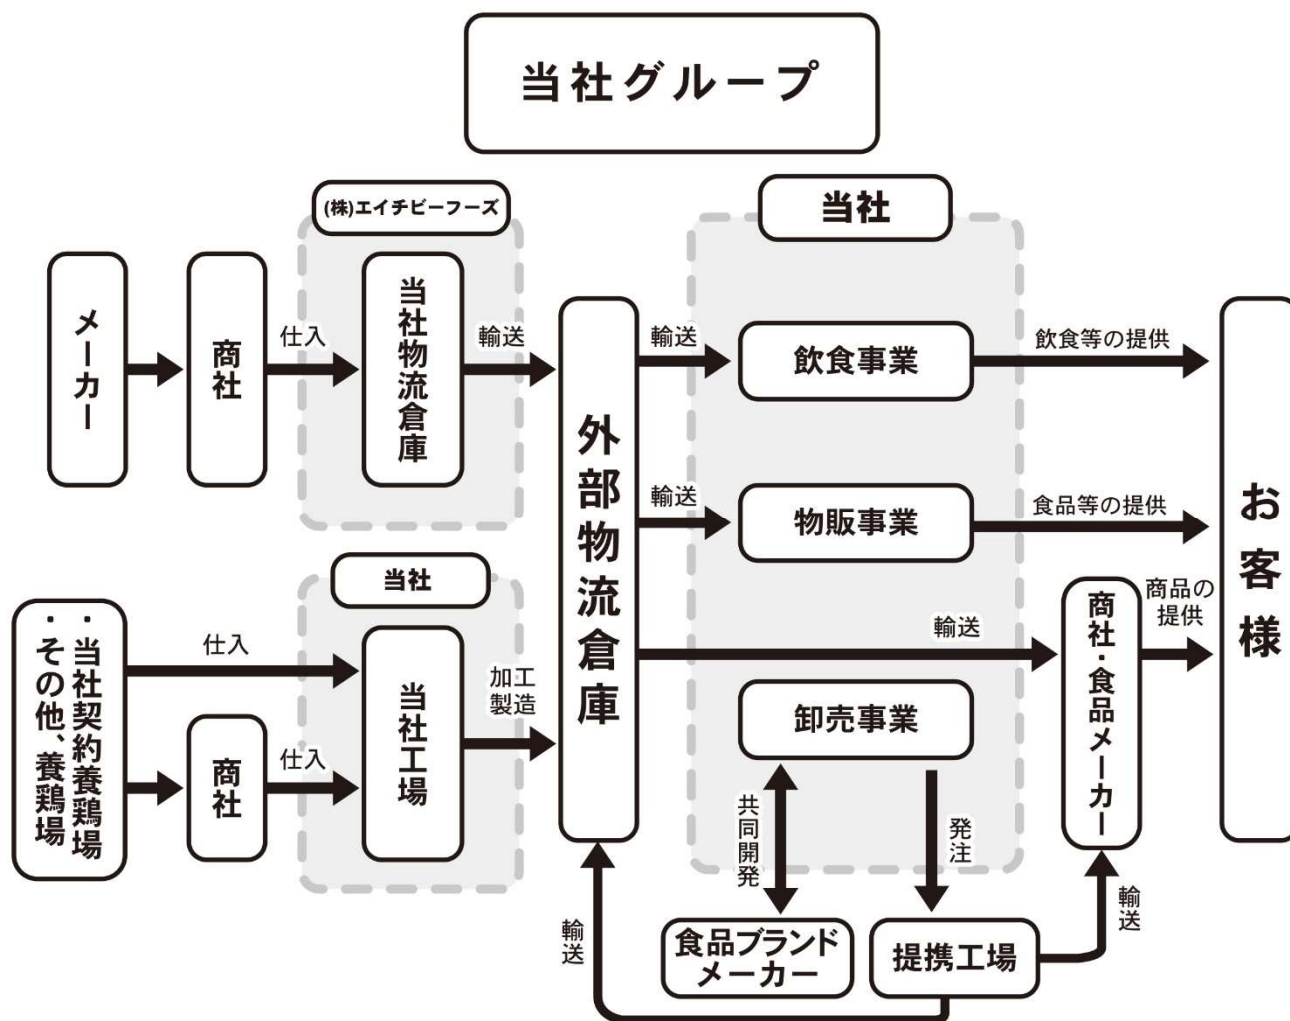 当社グループ
(株)エイチビーフーズ
当社
メーカー
商社
仕入
当社物流倉庫
輸送
外部物流倉庫
輸送
飲食事業
飲食等の提供
お客様
輸送
物販事業
食品等の提供
当社
・当社契約養鶏場
・その他、養鶏場
仕入
商社
仕入
当社工場
加工
製造
輸送
商社・食品メーカー
商品の
提供
卸売事業
共同開発
発注
食品ブランド
メーカー
提携工場
輸送
輸送